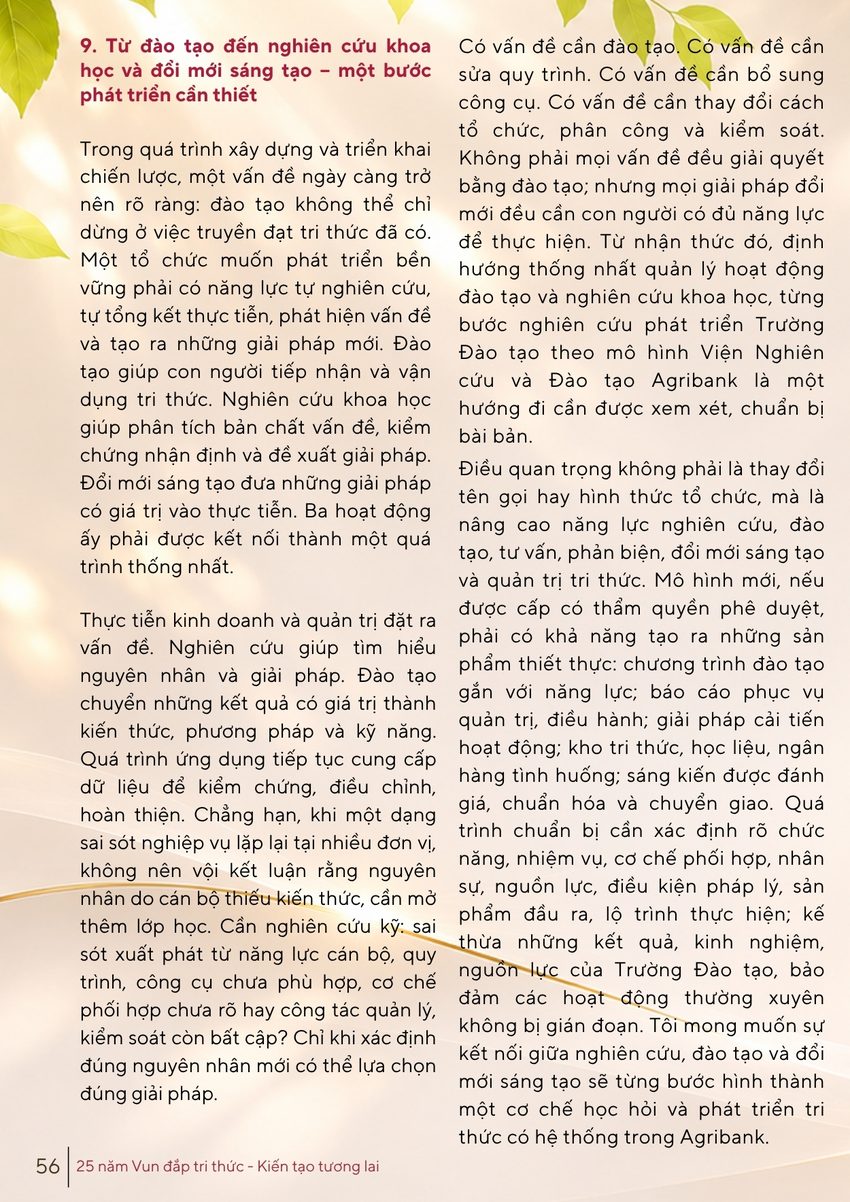 9. Từ đào tạo đến nghiên cứu khoa
học và đổi mới sáng tạo – một bước
phát triển cần thiết
Trong quá trình xây dựng và triển khai
chiến lược, một vấn đề ngày càng trở
nên rõ ràng: đào tạo không thể chỉ
dừng ở việc truyền đạt tri thức đã có.
Một tổ chức muốn phát triển bền
vững phải có năng lực tự nghiên cứu,
tự tổng kết thực tiễn, phát hiện vấn đề
và tạo ra những giải pháp mới. Đào
tạo giúp con người tiếp nhận và vận
dụng tri thức. Nghiên cứu khoa học
giúp phân tích bản chất vấn đề, kiểm
chứng nhận định và đề xuất giải pháp.
Đổi mới sáng tạo đưa những giải pháp
có giá trị vào thực tiễn. Ba hoạt động
ấy phải được kết nối thành một quá
trình thống nhất.
Thực tiễn kinh doanh và quản trị đặt ra
vấn đề. Nghiên cứu giúp tìm hiểu
nguyên nhân và giải pháp. Đào tạo
chuyển những kết quả có giá trị thành
kiến thức, phương pháp và kỹ năng.
Quá trình ứng dụng tiếp tục cung cấp
dữ liệu để kiểm chứng, điều chỉnh,
hoàn thiện. Chẳng hạn, khi một dạng
sai sót nghiệp vụ lặp lại tại nhiều đơn vị,
không nên vội kết luận rằng nguyên
nhân do cán bộ thiếu kiến thức, cần mở
thêm lớp học. Cần nghiên cứu kỹ: sai
sót xuất phát từ năng lực cán bộ, quy
trình, công cụ chưa phù hợp, cơ chế
phối hợp chưa rõ hay công tác quản lý,
kiểm soát còn bất cập? Chỉ khi xác định
đúng nguyên nhân mới có thể lựa chọn
đúng giải pháp.
Có vấn đề cần đào tạo. Có vấn đề cần
sửa quy trình. Có vấn đề cần bổ sung
công cụ. Có vấn đề cần thay đổi cách
tổ chức, phân công và kiểm soát.
Không phải mọi vấn đề đều giải quyết
bằng đào tạo; nhưng mọi giải pháp đổi
mới đều cần con người có đủ năng lực
để thực hiện. Từ nhận thức đó, định
hướng thống nhất quản lý hoạt động
đào tạo và nghiên cứu khoa học, từng
bước nghiên cứu phát triển Trường
Đào tạo theo mô hình Viện Nghiên
cứu và Đào tạo Agribank là một
hướng đi cần được xem xét, chuẩn bị
bài bản.
Điều quan trọng không phải là thay đổi
tên gọi hay hình thức tổ chức, mà là
nâng cao năng lực nghiên cứu, đào
tạo, tư vấn, phản biện, đổi mới sáng tạo
và quản trị tri thức. Mô hình mới, nếu
được cấp có thẩm quyền phê duyệt,
phải có khả năng tạo ra những sản
phẩm thiết thực: chương trình đào tạo
gắn với năng lực; báo cáo phục vụ
quản trị, điều hành; giải pháp cải tiến
hoạt động; kho tri thức, học liệu, ngân
hàng tình huống; sáng kiến được đánh
giá, chuẩn hóa và chuyển giao. Quá
trình chuẩn bị cần xác định rõ chức
năng, nhiệm vụ, cơ chế phối hợp, nhân
sự, nguồn lực, điều kiện pháp lý, sản
phẩm đầu ra, lộ trình thực hiện; kế
thừa những kết quả, kinh nghiệm,
nguồn lực của Trường Đào tạo, bảo
đảm các hoạt động thường xuyên
không bị gián đoạn. Tôi mong muốn sự
kết nối giữa nghiên cứu, đào tạo và đổi
mới sáng tạo sẽ từng bước hình thành
một cơ chế học hỏi và phát triển tri
thức có hệ thống trong Agribank.
56
25 năm Vun đắp tri thức - Kiến tạo tương lai